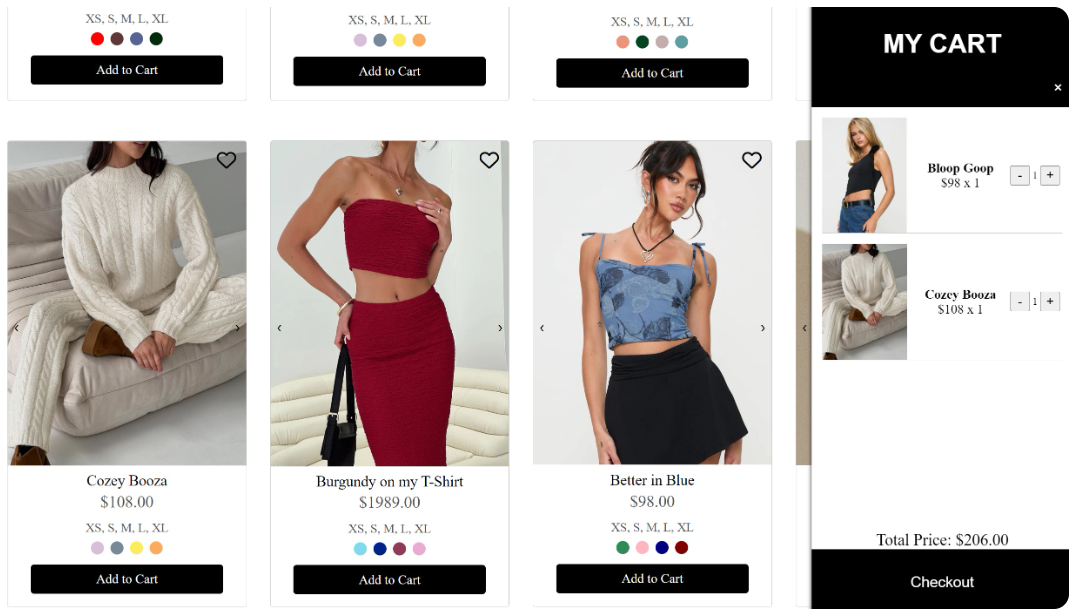 XS, S, M, L, XL
Add to Cart
XS, S, M, L, XL
Add to Cart
XS, S, M, L, XL
Add to Cart
Cozey Booza
$108.00
XS, S, M, L, XL
Add to Cart
Burgundy on my T-Shirt
$1989.00
XS, S, M, L, XL
Add to Cart
Better in Blue
$98.00
XS, S, M, L, XL
Add to Cart
MY CART
×
Bloop Goop
$98 x 1
- 1 +
Cozey Booza
$108 x 1
- 1 +
Total Price: $206.00
Checkout